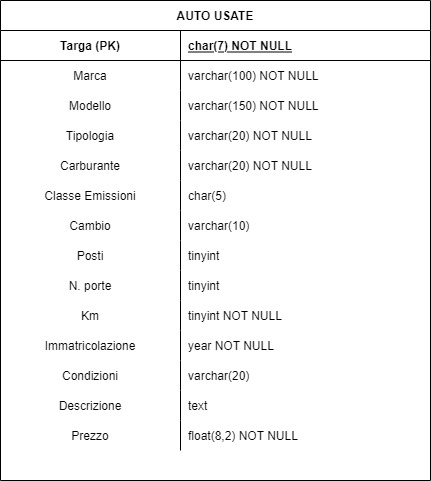 AUTO USATE
Targa (PK) char(7) NOT NULL
Marca varchar(100) NOT NULL
Modello varchar(150) NOT NULL
Tipologia varchar(20) NOT NULL
Carburante varchar(20) NOT NULL
Classe Emissioni char(5)
Cambio varchar(10)
Posti tinyint
N. porte tinyint
Km tinyint NOT NULL
Immatricolazione year NOT NULL
Condizioni varchar(20)
Descrizione text
Prezzo float(8,2) NOT NULL